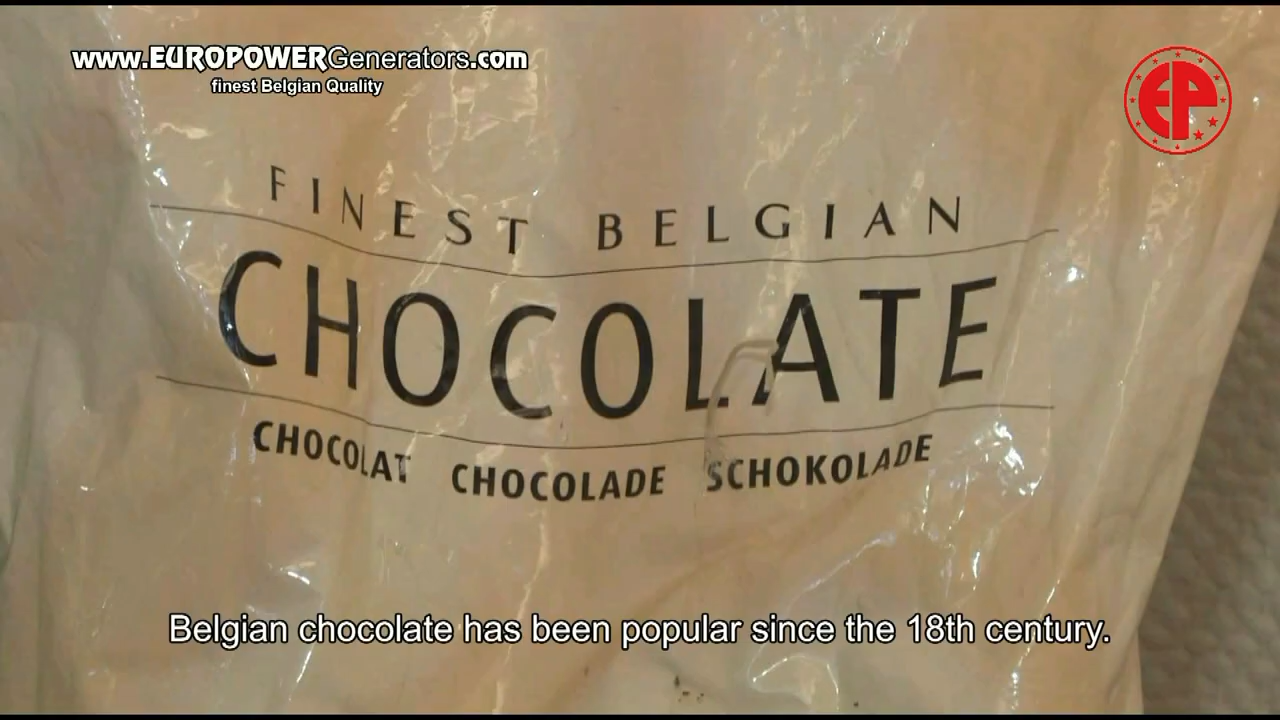 www.EUROPOWERGenerators.com
finest Belgian Quality
EP
FINEST BELGIAN
CHOCOLATE
CHOCOLAT CHOCOLADE SCHOKOLADE
Belgian chocolate has been popular since the 18th century.